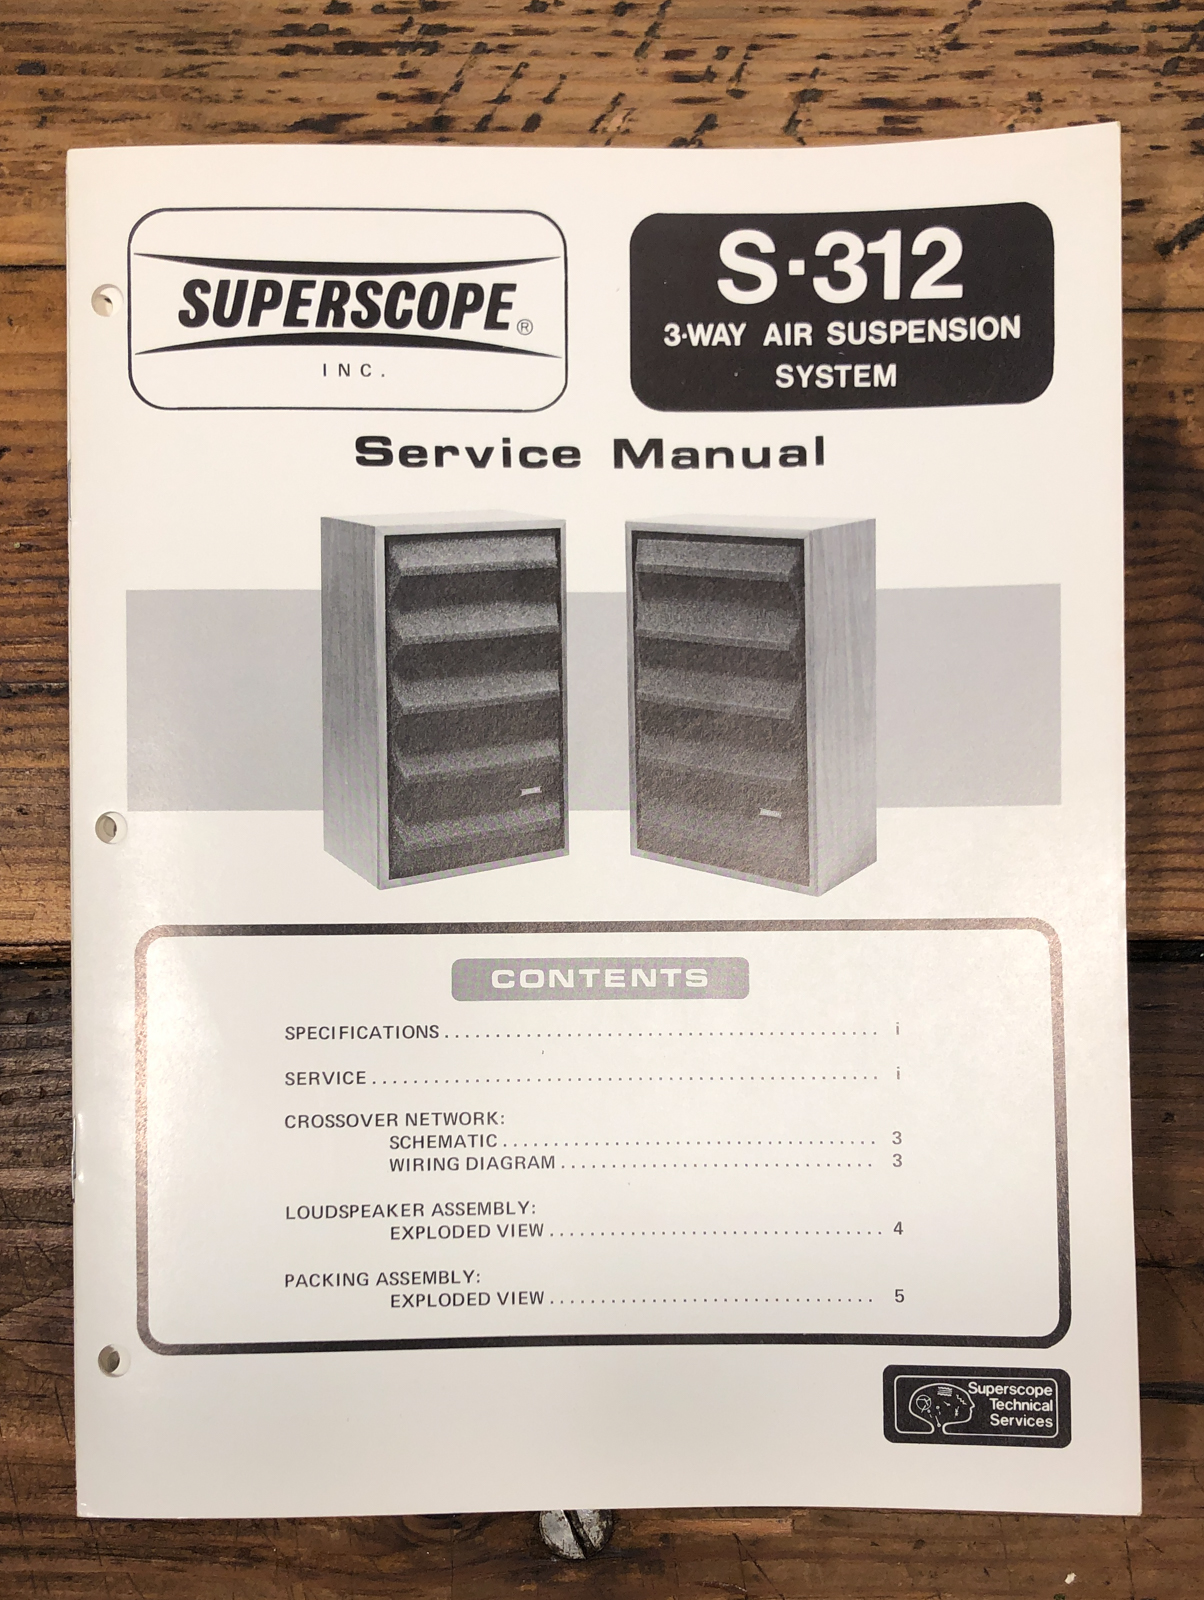 SUPERSCOPE®
INC.
S-312
3-WAY AIR SUSPENSION
SYSTEM
Service Manual
CONTENTS
SPECIFICATIONS........................................... i
SERVICE.................................................. i
CROSSOVER NETWORK:
SCHEMATIC..................................... 3
WIRING DIAGRAM............................... 3
LOUDSPEAKER ASSEMBLY:
EXPLODED VIEW................................. 4
PACKING ASSEMBLY:
EXPLODED VIEW................................ 5
Superscope
Technical
Services